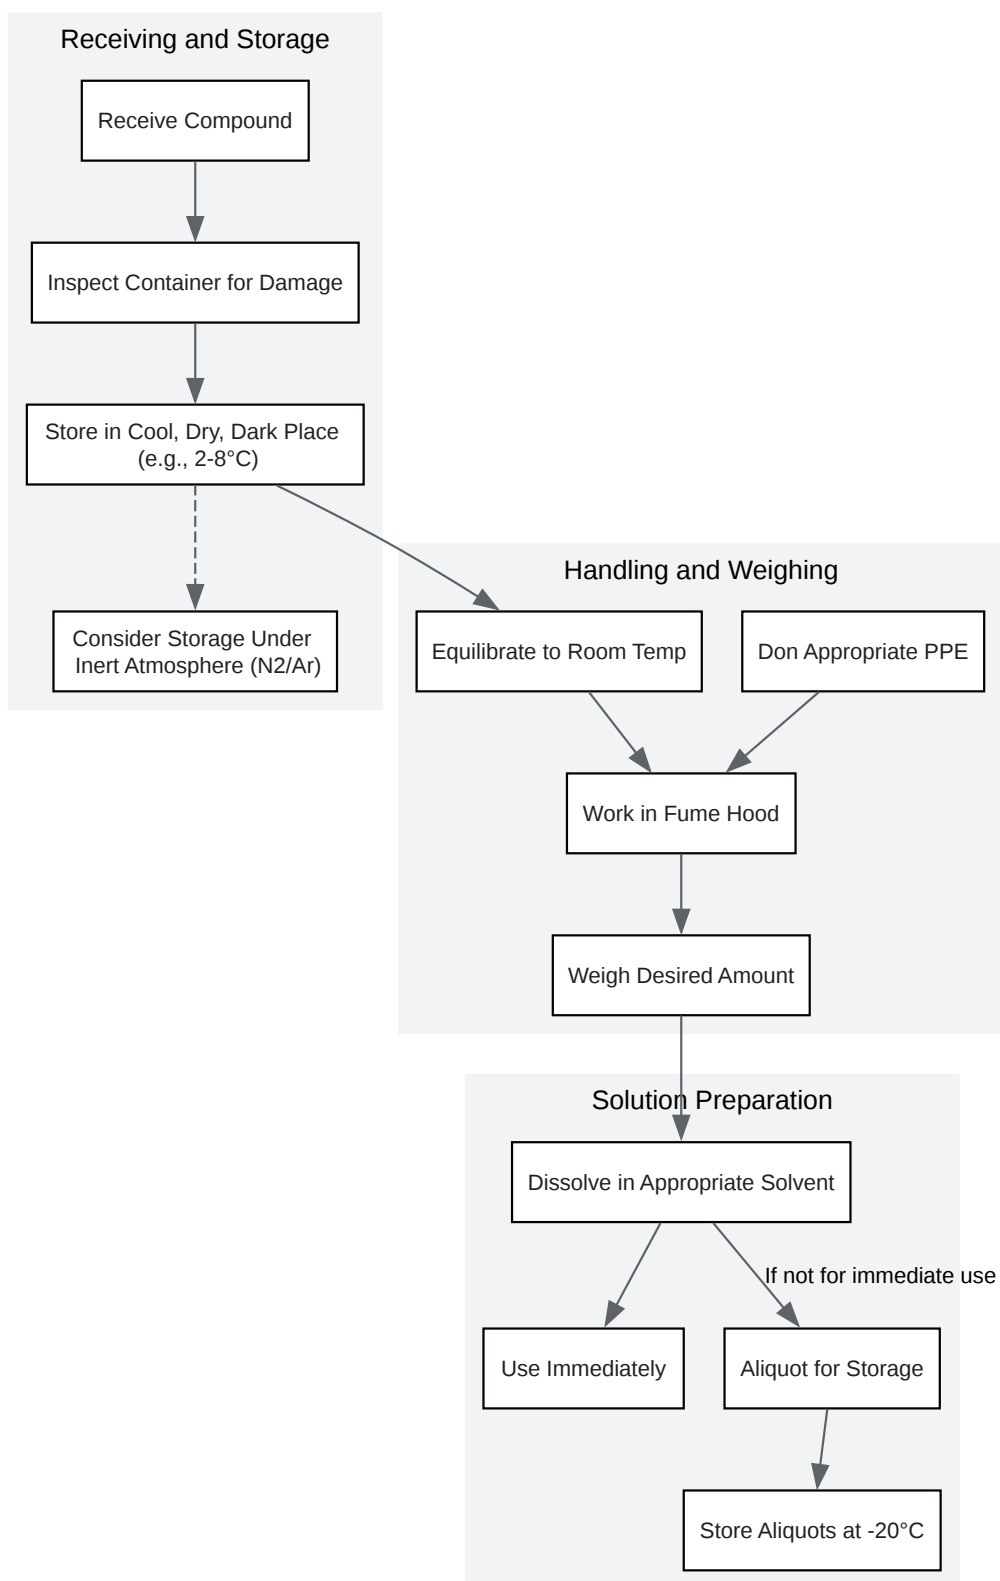 Receiving and Storage
Receive Compound
Inspect Container for Damage
Store in Cool, Dry, Dark Place
(e.g., 2-8°C)
Consider Storage Under
Inert Atmosphere (N2/Ar)
Handling and Weighing
Equilibrate to Room Temp
Don Appropriate PPE
Work in Fume Hood
Weigh Desired Amount
Solution Preparation
Dissolve in Appropriate Solvent
If not for immediate use
Use Immediately
Aliquot for Storage
Store Aliquots at -20°C